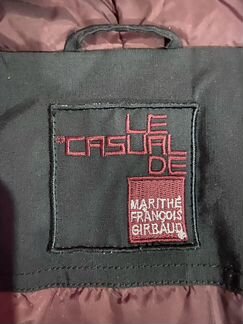 LE
CASUAL
DE
MARITHÉ
FRANÇOIS
GIRBAUD